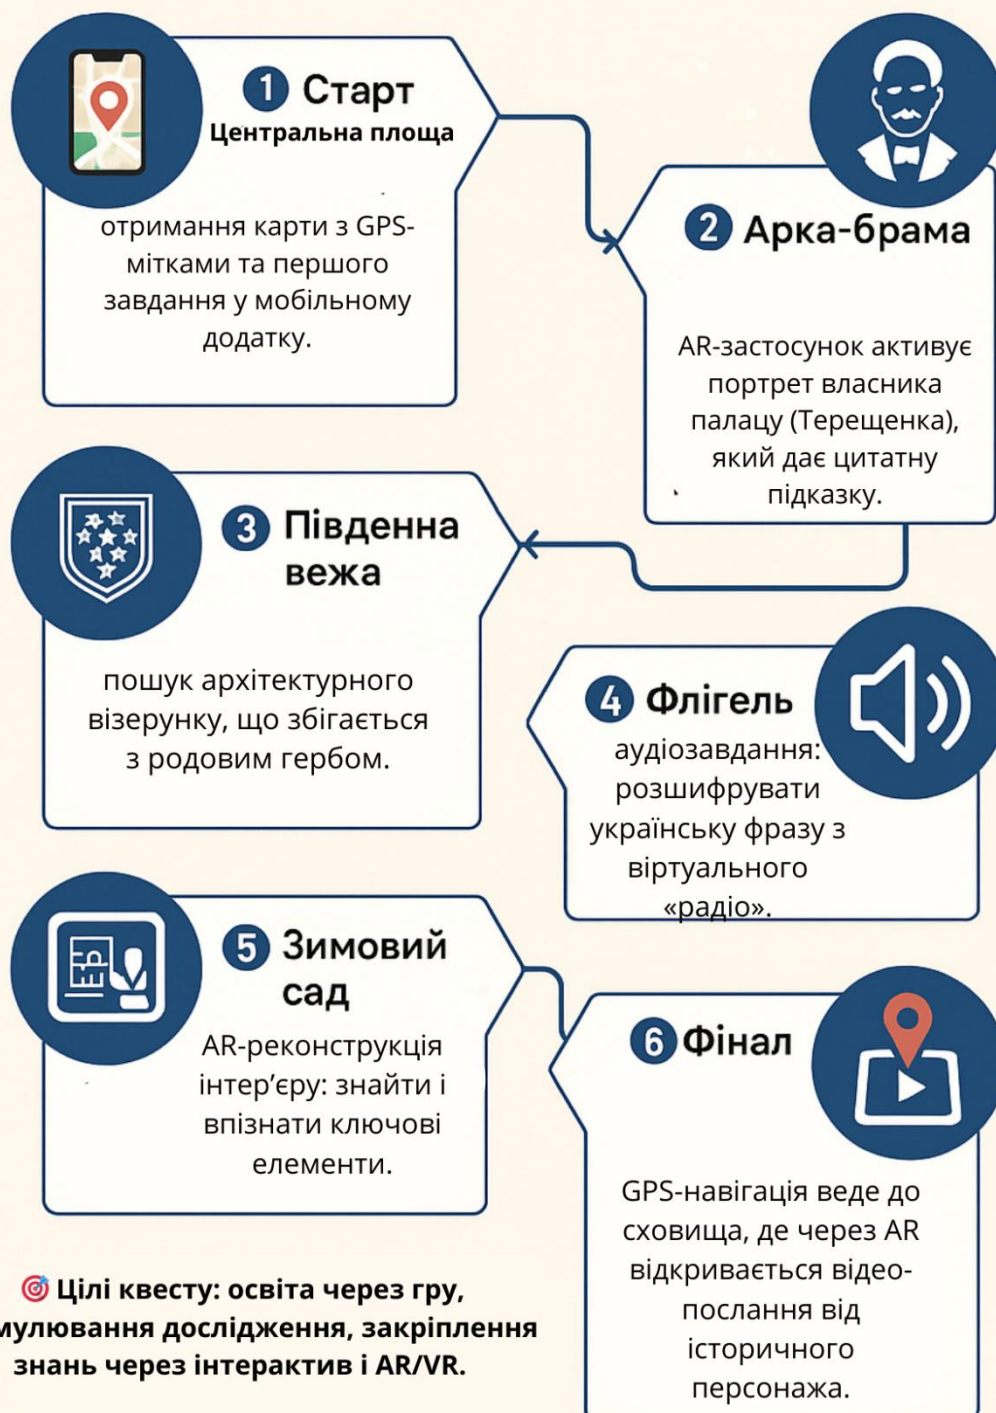 1 Старт
Центральна площа
отримання карти з GPS-
мітками та першого
завдання у мобільному
додатку.
2 Арка-брама
AR-застосунок активує
портрет власника
палацу (Терещенка),
який дає цитатну
підказку.
3 Південна
вежа
пошук архітектурного
візерунку, що збігається
з родовим гербом.
4 Флігель
аудіозавдання:
розшифрувати
українську фразу з
віртуального
«радіо».
5 Зимовий
сад
AR-реконструкція
інтер’єру: знайти і
впізнати ключові
елементи.
6 Фінал
GPS-навігація веде до
сховища, де через AR
відкривається відео-
послання від
історичного
персонажа.
🎯 Цілі квесту: освіта через гру,
мулювання дослідження, закріплення
знань через інтерактив і AR/VR.